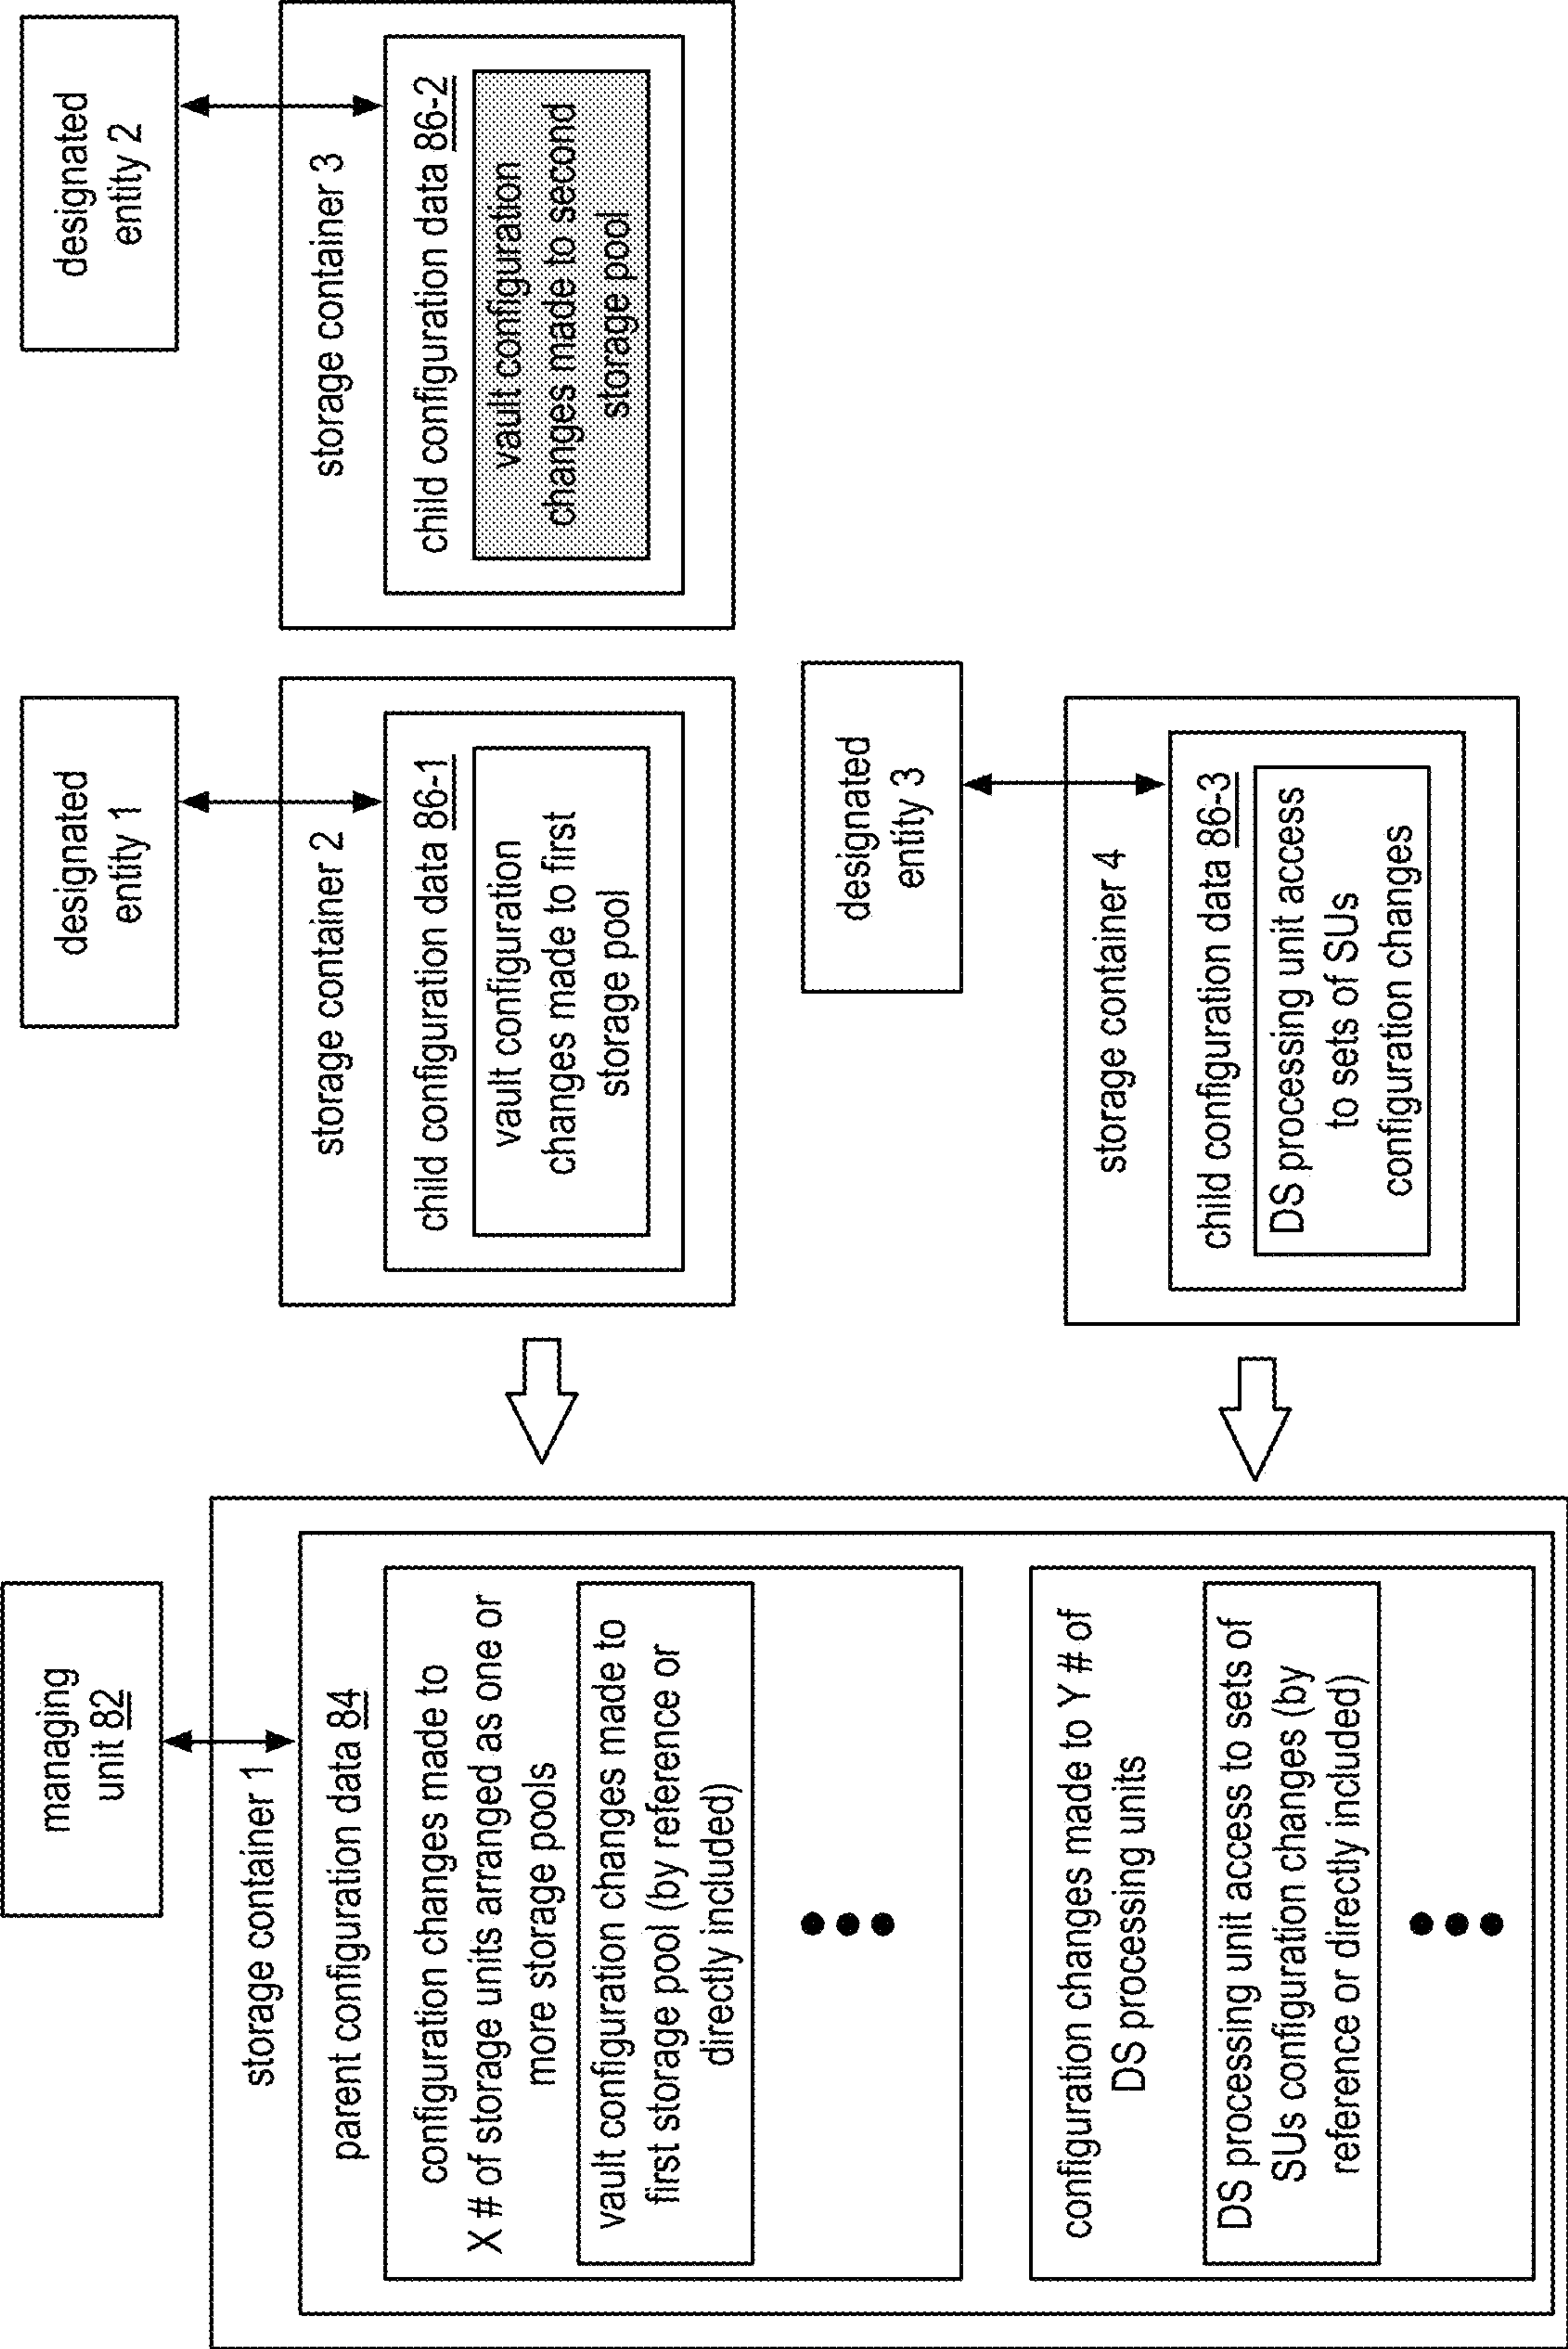 managing
unit 82
storage container 1
parent configuration data 84
configuration changes made to
X # of storage units arranged as one or
more storage pools
vault configuration changes made to
first storage pool (by reference or
directly included)
configuration changes made to Y # of
DS processing units
DS processing unit access to sets of
SUs configuration changes (by
reference or directly included)
designated
entity 1
storage container 2
child configuration data 86-1
vault configuration
changes made to first
storage pool
designated
entity 2
storage container 3
child configuration data 86-2
vault configuration
changes made to second
storage pool
designated
entity 3
storage container 4
child configuration data 86-3
DS processing unit access
to sets of SUs
configuration changes